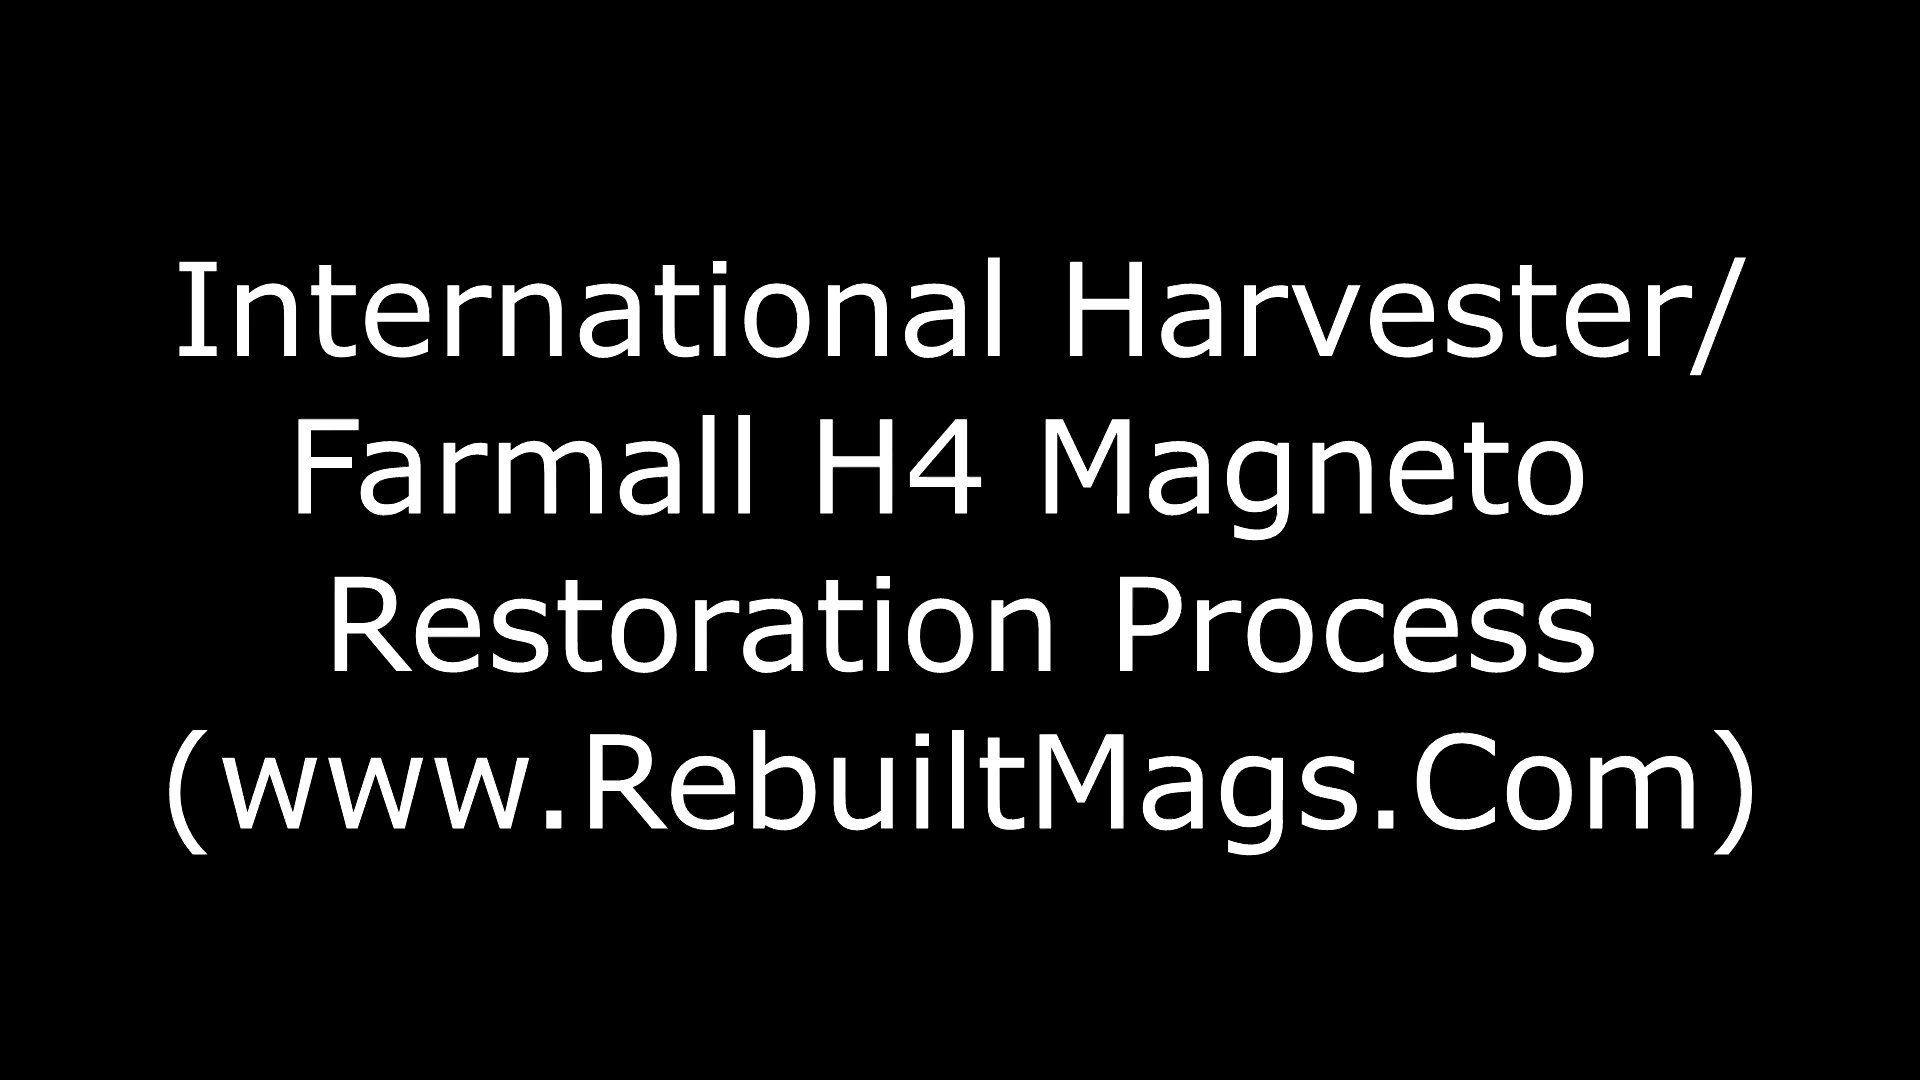 International Harvester/
Farmall H4 Magneto
Restoration Process
(www.RebuiltMags.Com)